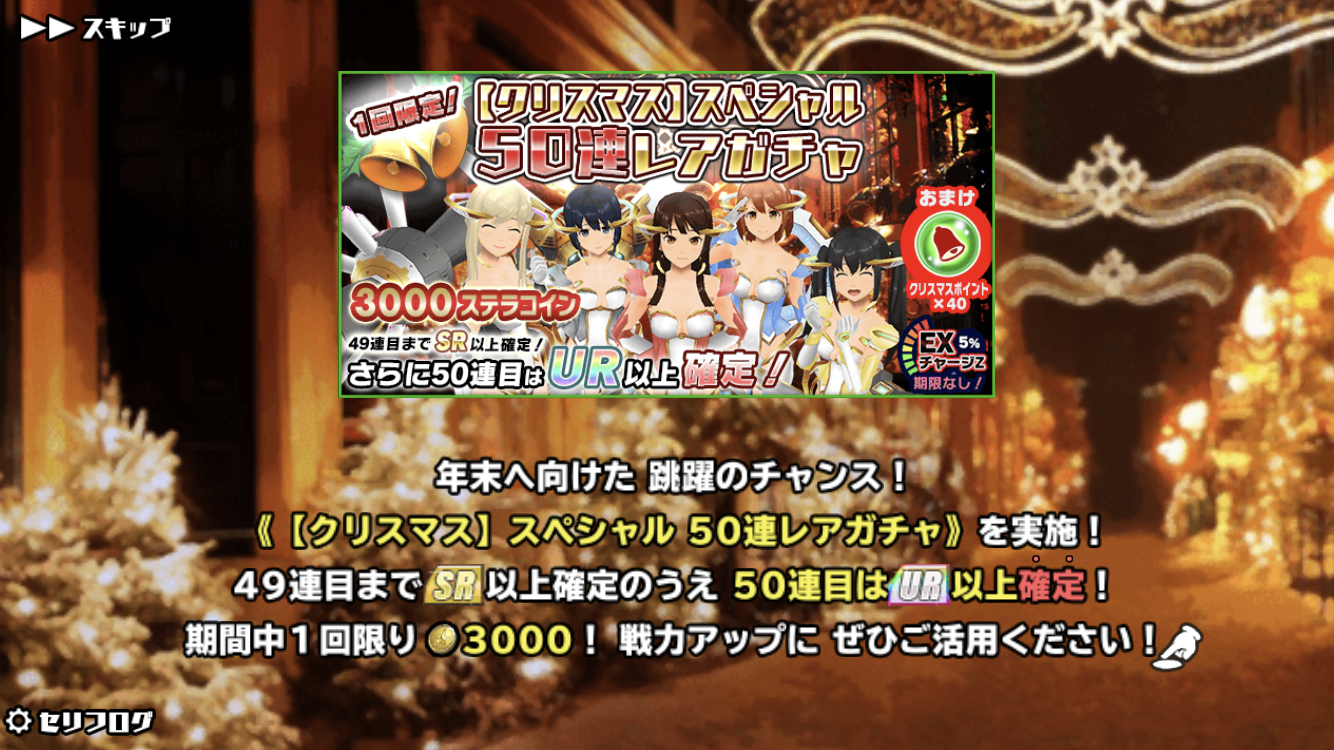 スキップ
1回限定!
【クリスマス】スペシャル
50連レアガチャ
おまけ
クリスマスポイント
×40
3000ステラコイン
49連目までSR以上確定!
さらに50連目はUR以上確定!
EX 5%
チャージZ
期限なし!
年末へ向けた 跳躍のチャンス!
《【クリスマス】スペシャル 50連レアガチャ》を実施!
49連目までSR以上確定のうえ 50連目はUR以上確定!
期間中1回限り3000! 戦力アップに ぜひご活用ください!
セリフログ